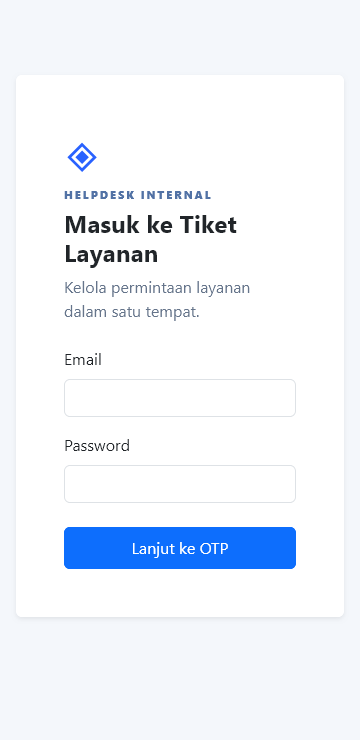 HELPDESK INTERNAL
Masuk ke Tiket
Layanan
Kelola permintaan layanan
dalam satu tempat.
Email
Password
Lanjut ke OTP